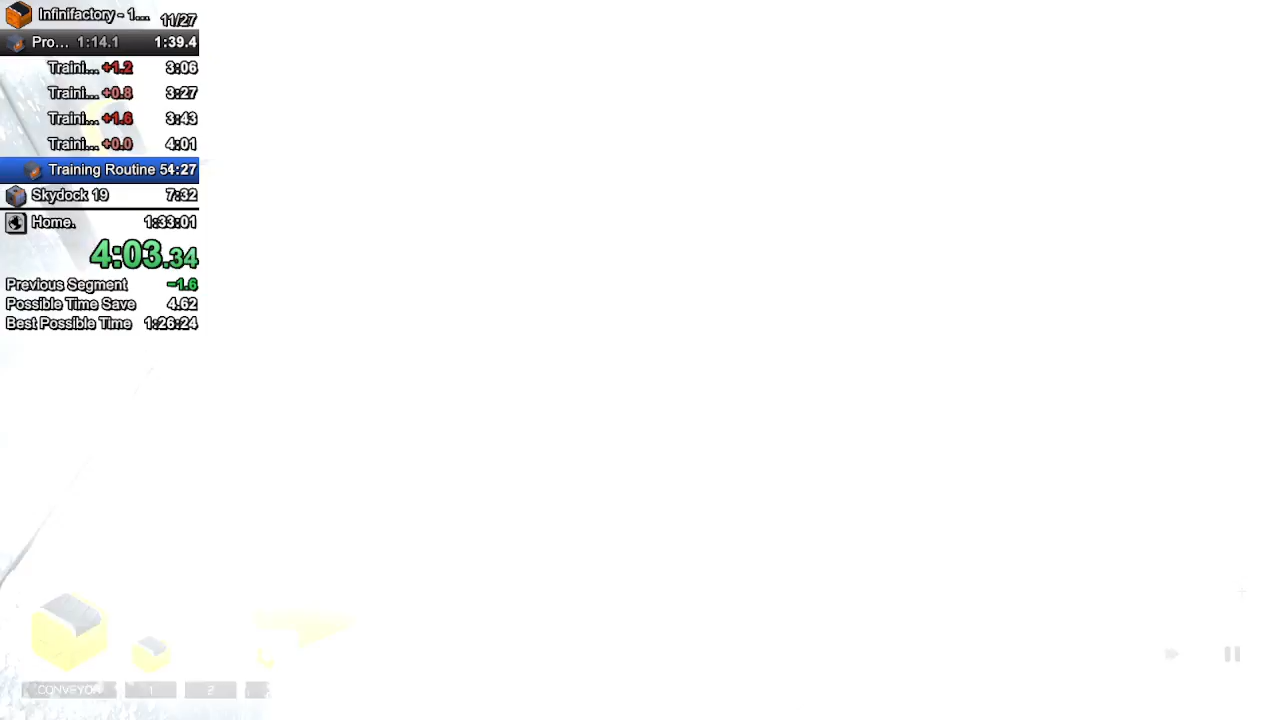 Infinifactory - 1... 11/27
Pro... 1:14.1 1:39.4
Traini... +1.2 3:06
Traini... +0.8 3:27
Traini... +1.6 3:43
Traini... +0.0 4:01
Training Routine 5 4:27
Skydock 19 7:32
Home. 1:33:01
4:03.34
Previous Segment -1.6
Possible Time Save 4.62
Best Possible Time 1:26:24
CONVEYOR 1 2